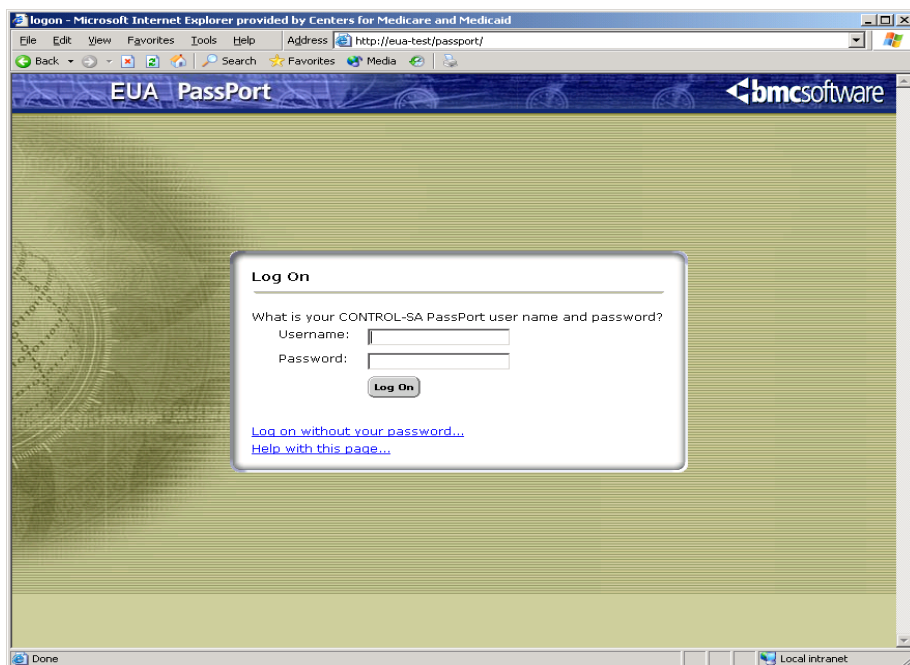 logon - Microsoft Internet Explorer provided by Centers for Medicare and Medicaid
File Edit View Favorites Tools Help Address http://eua-test/passport/
Back Search Favorites Media
EUA PassPort bmcsoftware
Log On
What is your CONTROL-SA PassPort user name and password?
Username:
Password:
Log On
Log on without your password...
Help with this page...
Done Local intranet